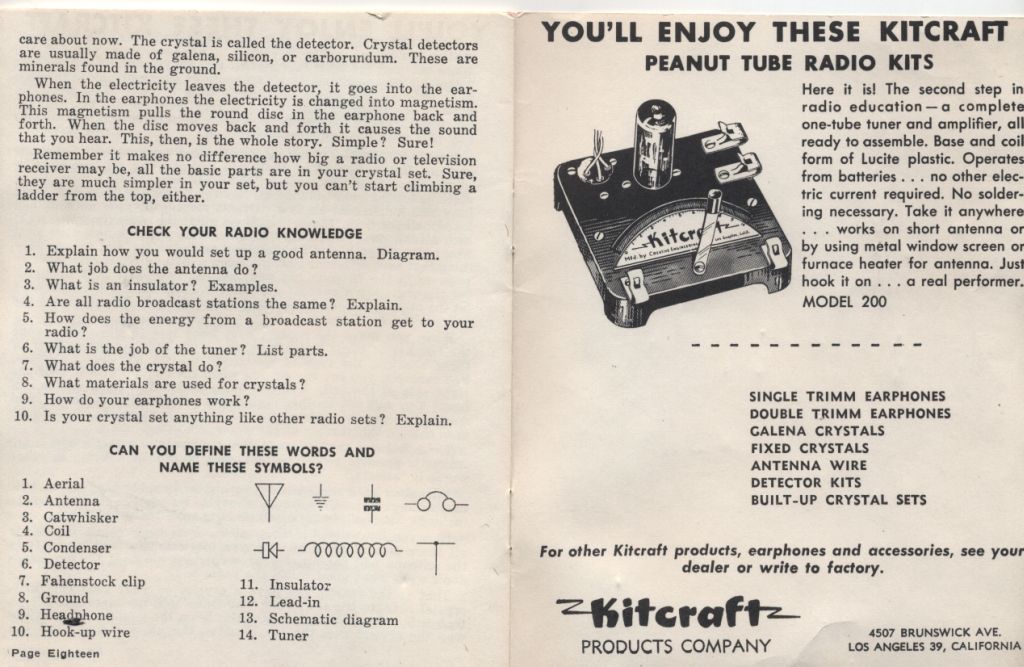 care about now. The crystal is called the detector. Crystal detectors
are usually made of galena, silicon, or carborundum. These are
minerals found in the ground.
When the electricity leaves the detector, it goes into the ear-
phones. In the earphones the electricity is changed into magnetism.
This magnetism pulls the round disc in the earphone back and
forth. When the disc moves back and forth it causes the sound
that you hear. This, then, is the whole story. Simple? Sure!
Remember it makes no difference how big a radio or television
receiver may be, all the basic parts are in your crystal set. Sure,
they are much simpler in your set, but you can't start climbing a
ladder from the top, either.
CHECK YOUR RADIO KNOWLEDGE
1. Explain how you would set up a good antenna. Diagram.
2. What job does the antenna do?
3. What is an insulator? Examples.
4. Are all radio broadcast stations the same? Explain.
5. How does the energy from a broadcast station get to your
radio?
6. What is the job of the tuner? List parts.
7. What does the crystal do?
8. What materials are used for crystals?
9. How do your earphones work?
10. Is your crystal set anything like other radio sets? Explain.
CAN YOU DEFINE THESE WORDS AND
NAME THESE SYMBOLS?
1. Aerial
2. Antenna
3. Catwhisker
4. Coil
5. Condenser
6. Detector
7. Fahenstock clip
8. Ground
9. Headphone
10. Hook-up wire
11. Insulator
12. Lead-in
13. Schematic diagram
14. Tuner
Page Eighteen
YOU'LL ENJOY THESE KITCRAFT
PEANUT TUBE RADIO KITS
Here it is! The second step in
radio education—a complete
one-tube tuner and amplifier, all
ready to assemble. Base and coil
form of Lucite plastic. Operates
from batteries . . . no other elec-
tric current required. No solder-
ing necessary. Take it anywhere
. . . works on short antenna or
by using metal window screen or
furnace heater for antenna. Just
hook it on . . . a real performer.
MODEL 200
Kitcraft
Mfd. by Creative Engineering Los Angeles, Calif.
SINGLE TRIMM EARPHONES
DOUBLE TRIMM EARPHONES
GALENA CRYSTALS
FIXED CRYSTALS
ANTENNA WIRE
DETECTOR KITS
BUILT-UP CRYSTAL SETS
For other Kitcraft products, earphones and accessories, see your
dealer or write to factory.
Kitcraft
PRODUCTS COMPANY
4507 BRUNSWICK AVE.
LOS ANGELES 39, CALIFORNIA